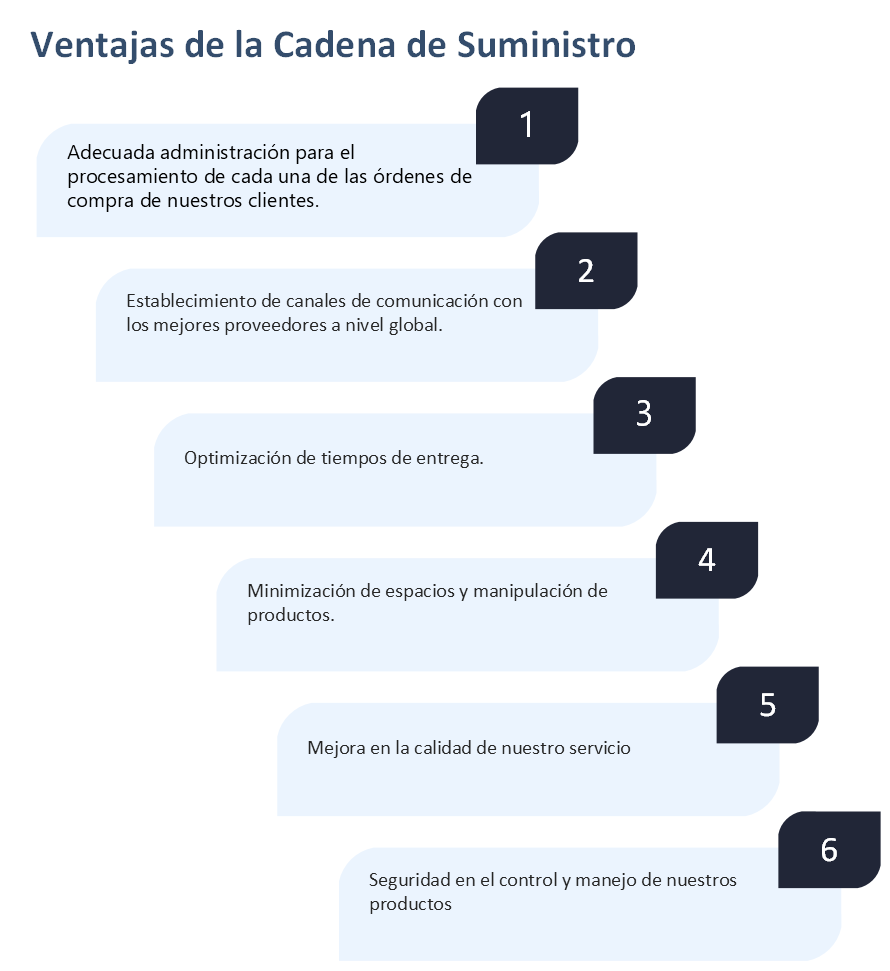 Ventajas de la Cadena de Suministro
1
Adecuada administración para el
procesamiento de cada una de las órdenes de
compra de nuestros clientes.
2
Establecimiento de canales de comunicación con
los mejores proveedores a nivel global.
3
Optimización de tiempos de entrega.
4
Minimización de espacios y manipulación de
productos.
5
Mejora en la calidad de nuestro servicio
6
Seguridad en el control y manejo de nuestros
productos